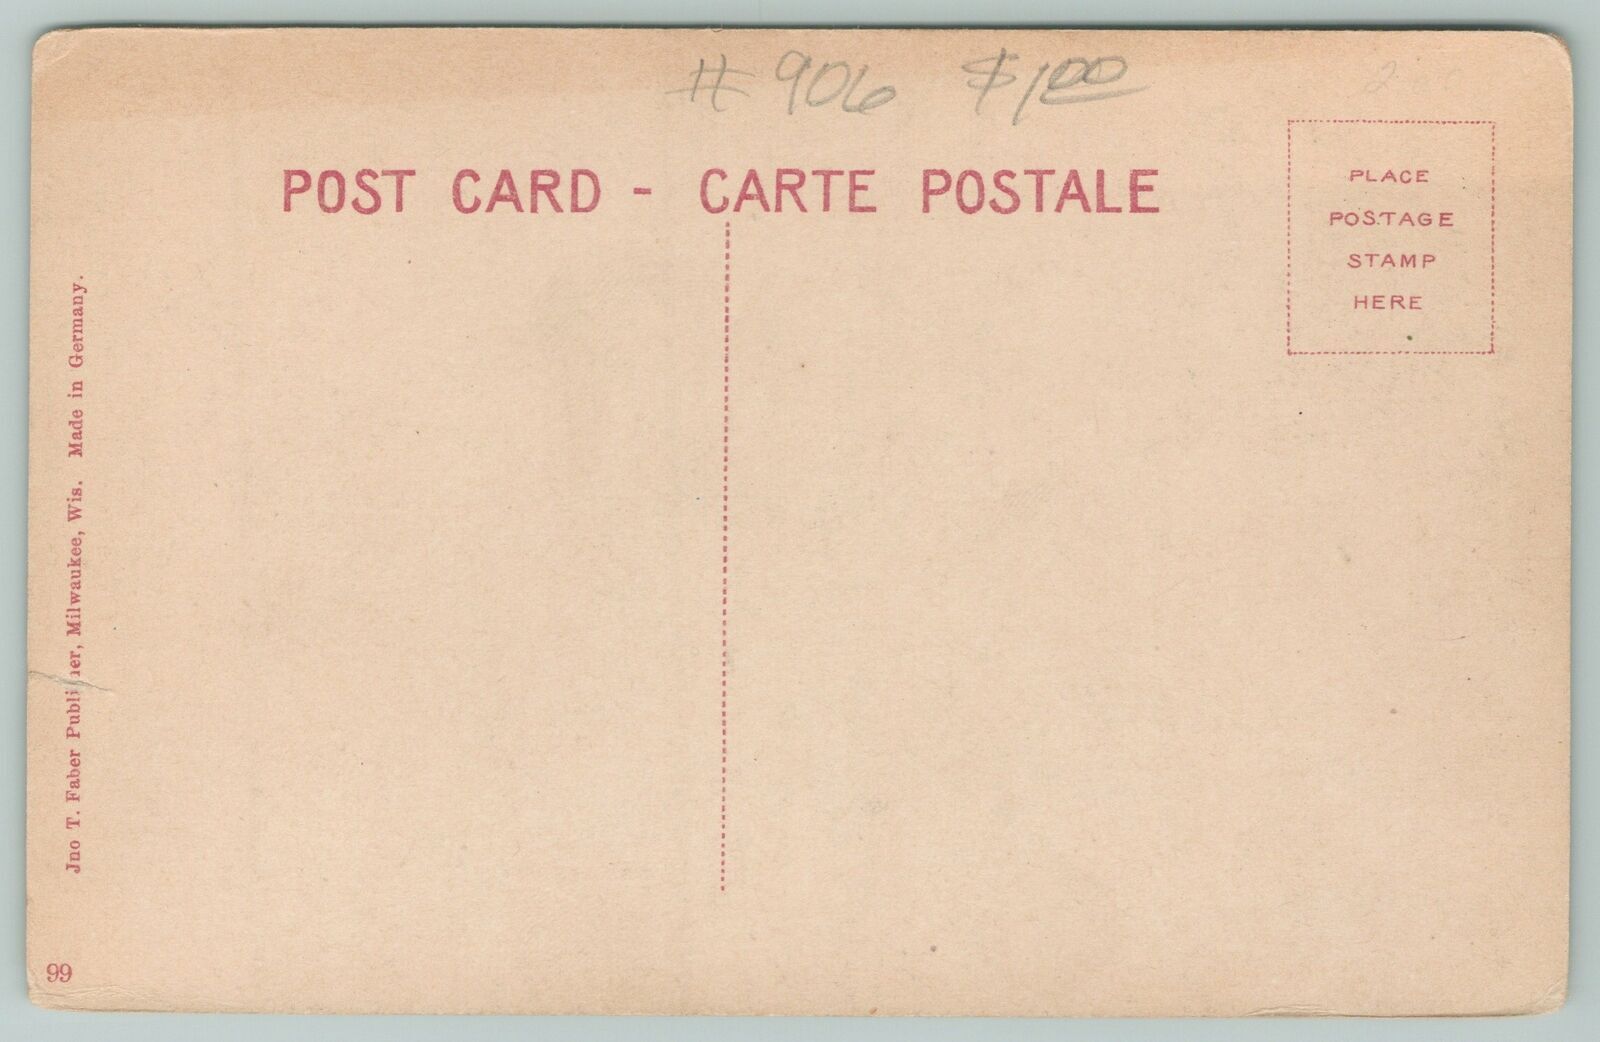 # 906 $1.00
POST CARD - CARTE POSTALE
PLACE
POSTAGE
STAMP
HERE
Jno T. Faber Publisher, Milwaukee, Wis. Made in Germany.
99